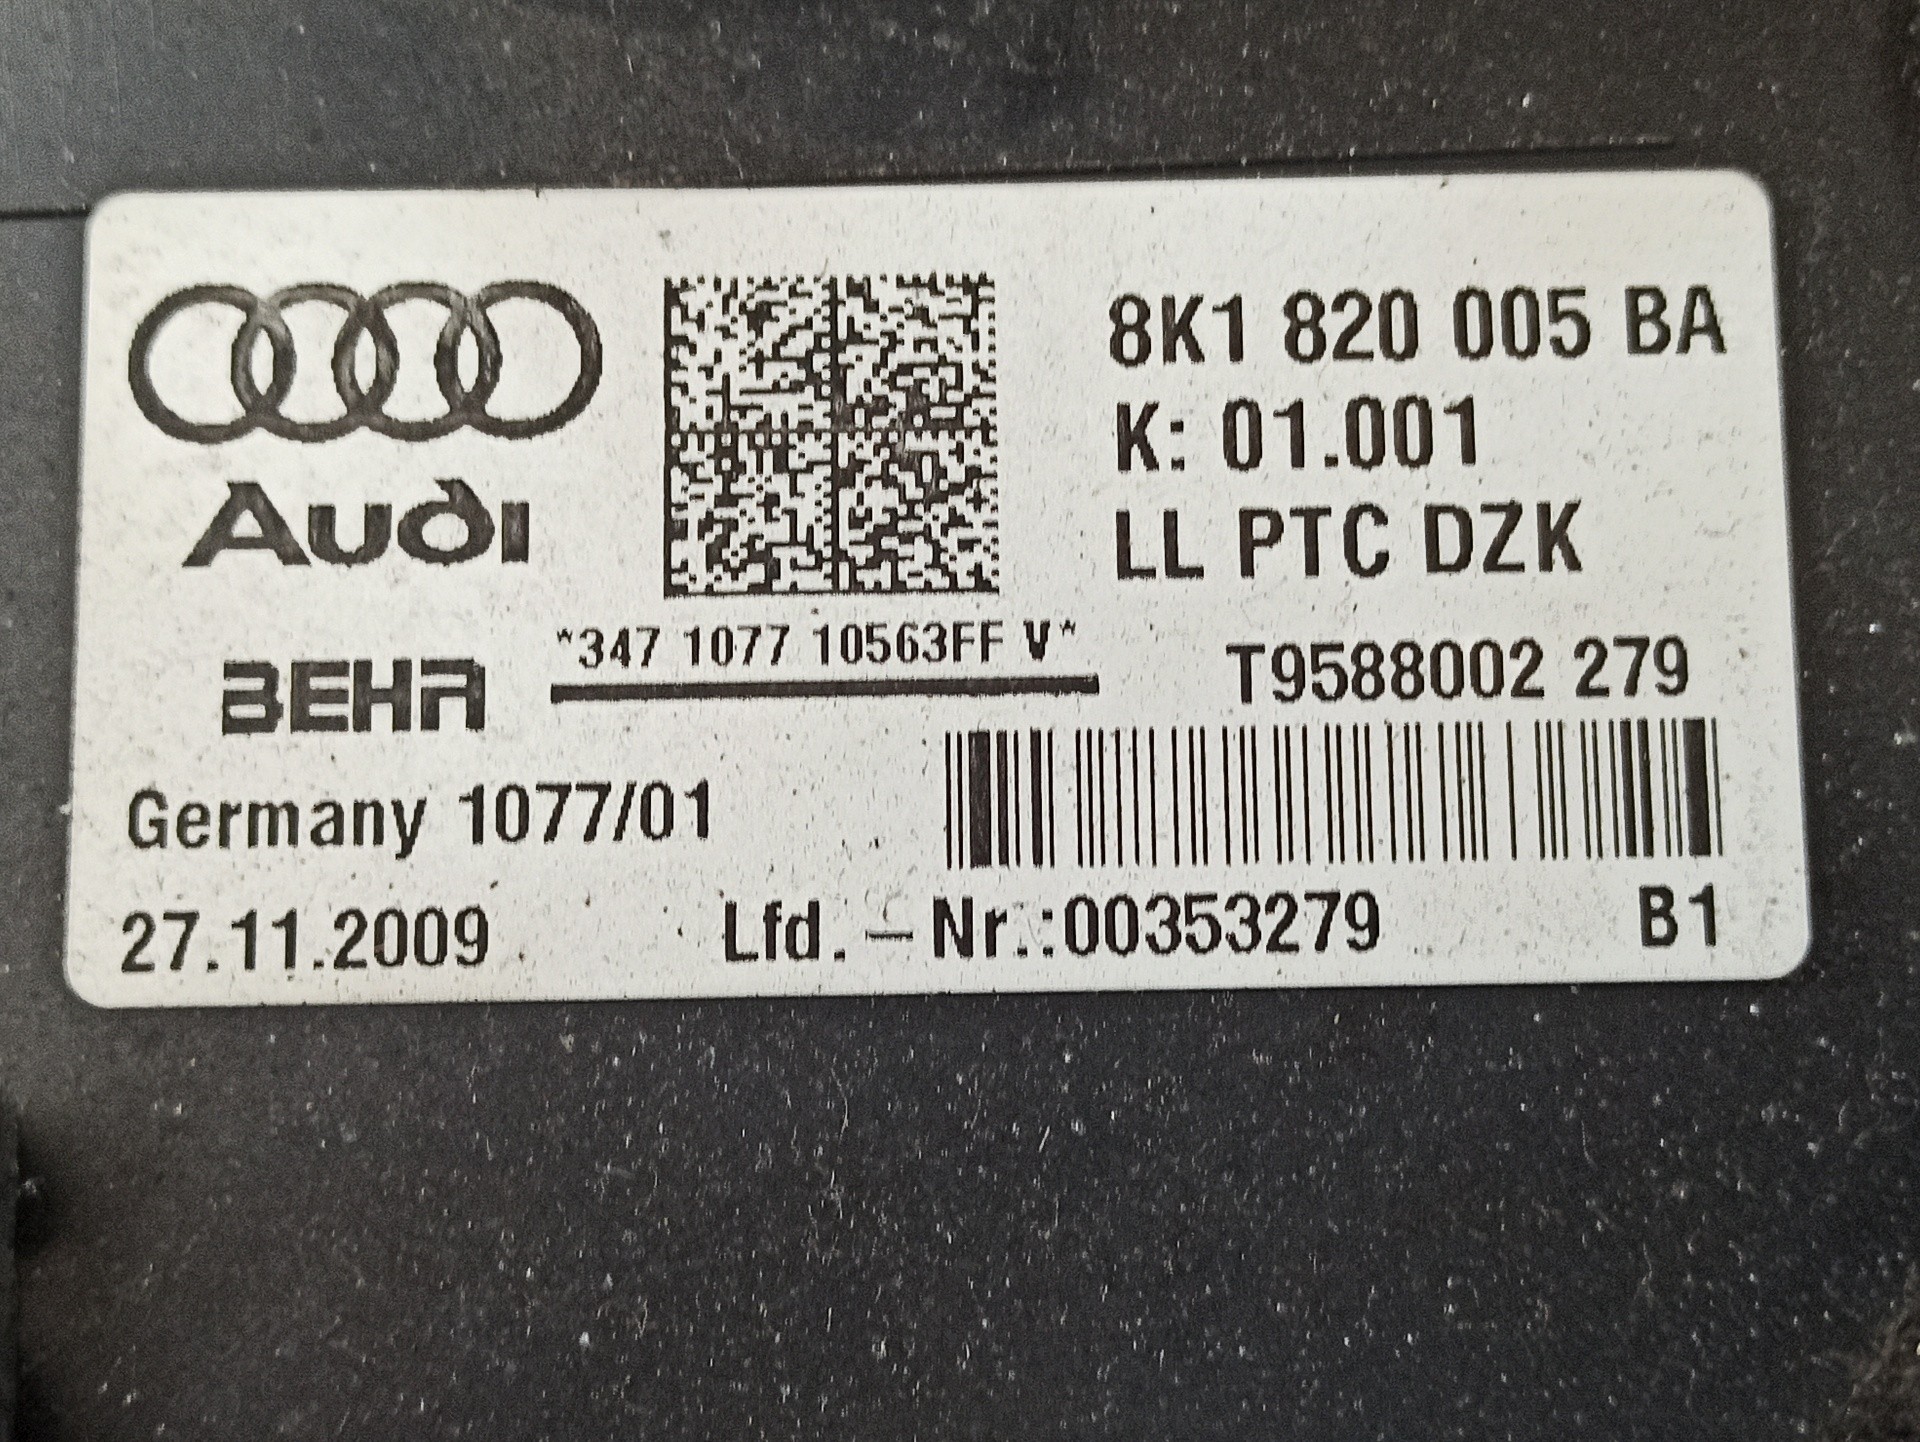 Audi
8K1 820 005 BA
K: 01.001
LL PTC DZK
*347 1077 10563FF V*
BEHR
T9588002 279
Germany 1077/01
27.11.2009
Lfd.-Nr.:00353279
B1